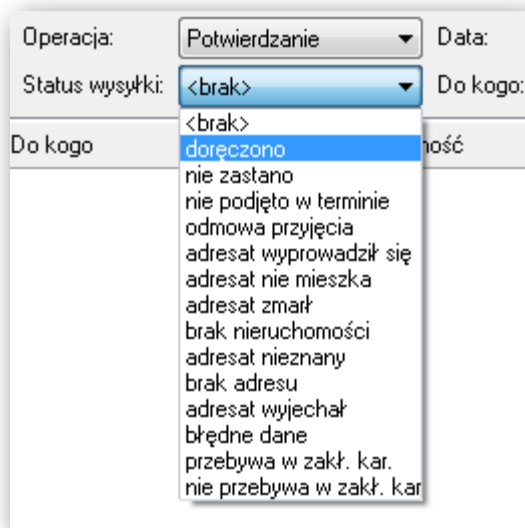 Operacja: Potwierdzanie Data:
Status wysyłki: <brak> Do kogo:
<brak>
Do kogo doręczono ność
nie zastano
nie podjęto w terminie
odmowa przyjęcia
adresat wyprowadził się
adresat nie mieszka
adresat zmarł
brak nieruchomości
adresat nieznany
brak adresu
adresat wyjechał
błędne dane
przebywa w zakł. kar.
nie przebywa w zakł. kar